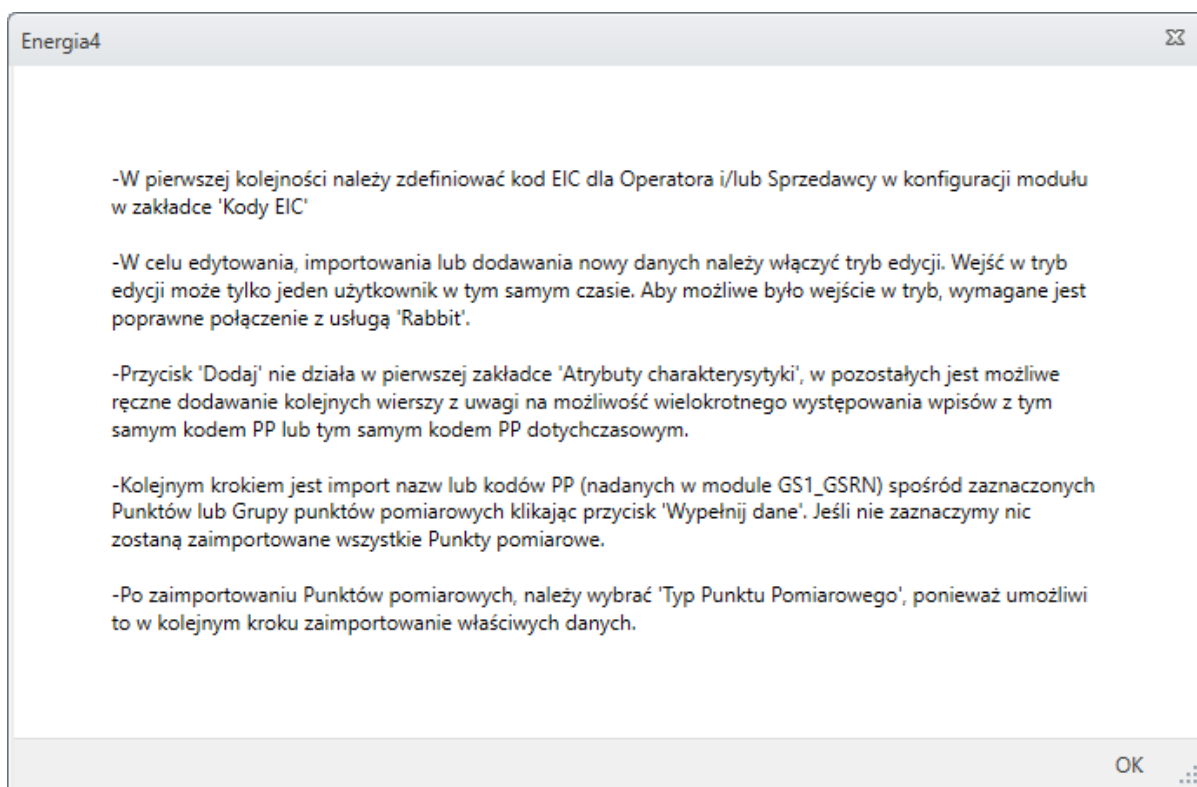 Energia4
-W pierwszej kolejności należy zdefiniować kod EIC dla Operatora i/lub Sprzedawcy w konfiguracji modułu
w zakładce 'Kody EIC'
-W celu edytowania, importowania lub dodawania nowy danych należy włączyć tryb edycji. Wejść w tryb
edycji może tylko jeden użytkownik w tym samym czasie. Aby możliwe było wejście w tryb, wymagane jest
poprawne połączenie z usługą 'Rabbit'.
-Przycisk 'Dodaj' nie działa w pierwszej zakładce 'Atrybuty charakterysytyki', w pozostałych jest możliwe
ręczne dodawanie kolejnych wierszy z uwagi na możliwość wielokrotnego występowania wpisów z tym
samym kodem PP lub tym samym kodem PP dotychczasowym.
-Kolejnym krokiem jest import nazw lub kodów PP (nadanych w module GS1_GSRN) spośród zaznaczonych
Punktów lub Grupy punktów pomiarowych klikając przycisk 'Wypełnij dane'. Jeśli nie zaznaczymy nic
zostaną zaimportowane wszystkie Punkty pomiarowe.
-Po zaimportowaniu Punktów pomiarowych, należy wybrać 'Typ Punktu Pomiarowego', ponieważ umożliwi
to w kolejnym kroku zaimportowanie właściwych danych.
OK